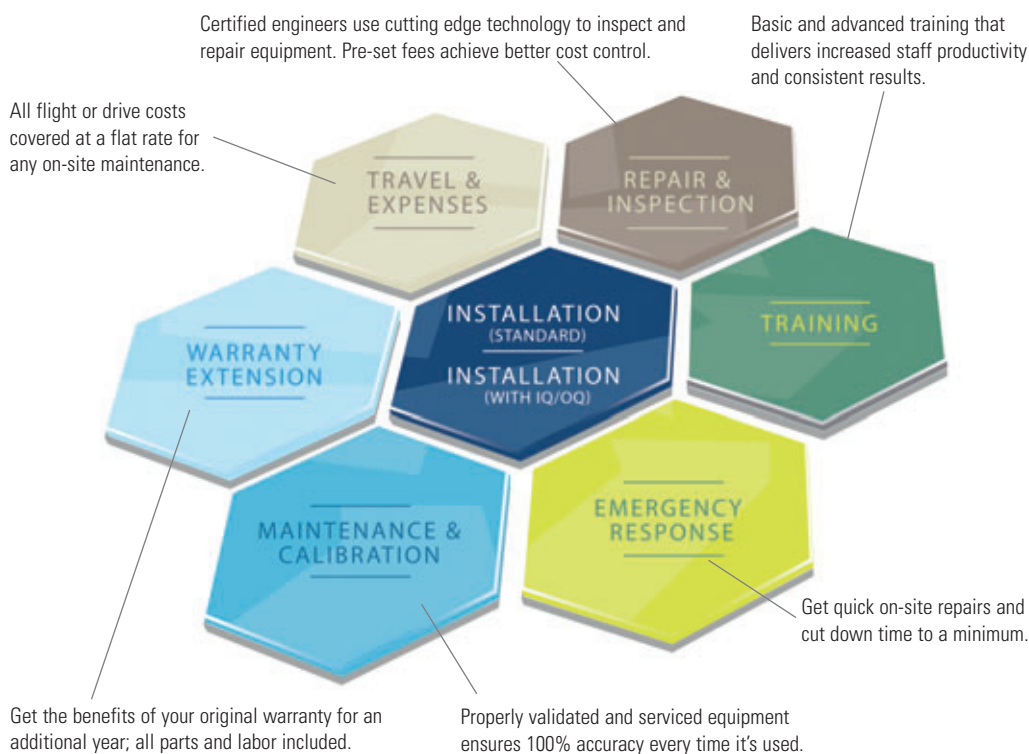 Certified engineers use cutting edge technology to inspect and
repair equipment. Pre-set fees achieve better cost control.
Basic and advanced training that
delivers increased staff productivity
and consistent results.
All flight or drive costs
covered at a flat rate for
any on-site maintenance.
TRAVEL &
EXPENSES
REPAIR &
INSPECTION
INSTALLATION
(STANDARD)
INSTALLATION
(WITH IQ/OQ)
TRAINING
WARRANTY
EXTENSION
MAINTENANCE &
CALIBRATION
EMERGENCY
RESPONSE
Get quick on-site repairs and
cut down time to a minimum.
Get the benefits of your original warranty for an
additional year; all parts and labor included.
Properly validated and serviced equipment
ensures 100% accuracy every time it's used.